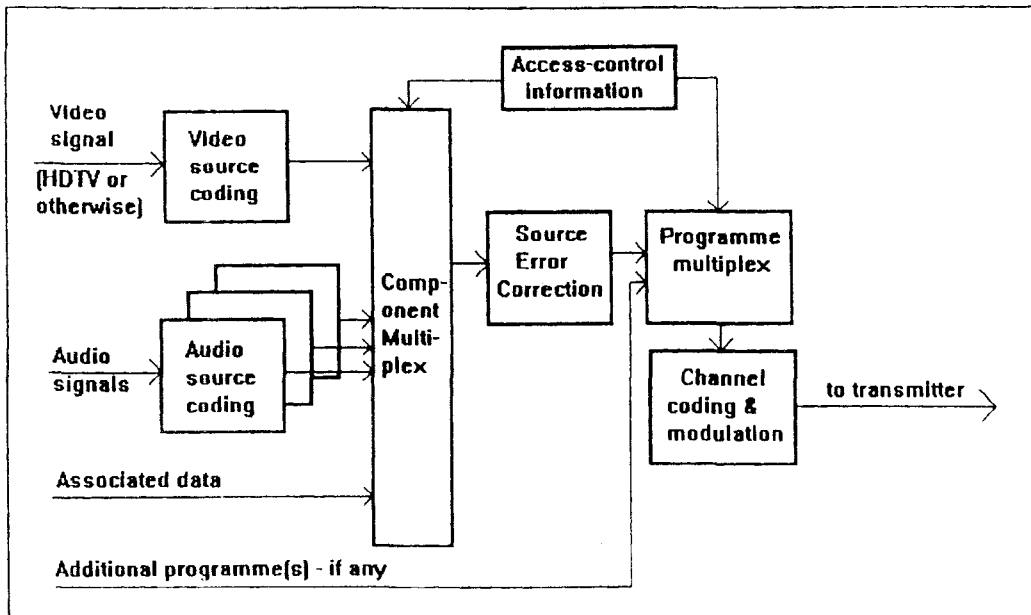 Access-control
information
Video
signal
(HDTV or
otherwise)
Video
source
coding
Audio
signals
Audio
source
coding
Associated data
Additional programme(s) - if any
Comp-
onent
Multi-
plex
Source
Error
Correction
Programme
multiplex
Channel
coding &
modulation
to transmitter